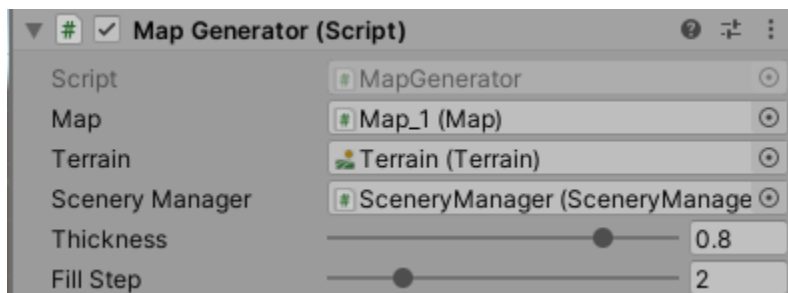 Map Generator (Script)
Script MapGenerator
Map Map_1 (Map)
Terrain Terrain (Terrain)
Scenery Manager SceneryManager (SceneryManage
Thickness 0.8
Fill Step 2